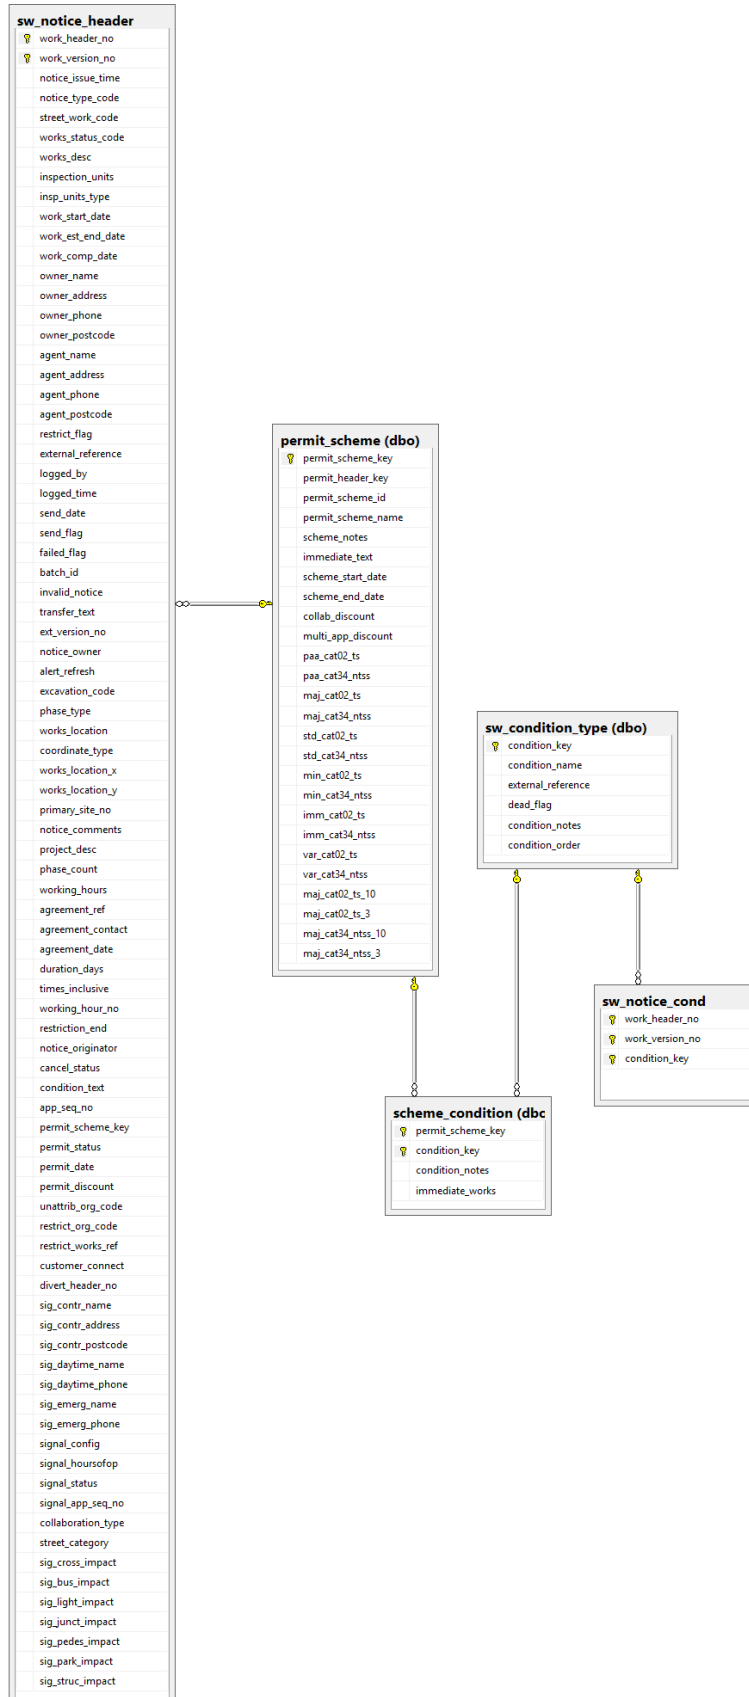 sw_notice_header
work_header_no
work_version_no
notice_issue_time
notice_type_code
street_work_code
works_status_code
works_desc
inspection_units
insp_units_type
work_start_date
work_est_end_date
work_comp_date
owner_name
owner_address
owner_phone
owner_postcode
agent_name
agent_address
agent_phone
agent_postcode
restrict_flag
external_reference
logged_by
logged_time
send_date
send_flag
failed_flag
batch_id
invalid_notice
transfer_text
ext_version_no
notice_owner
alert_refresh
excavation_code
phase_type
works_location
coordinate_type
works_location_x
works_location_y
primary_site_no
notice_comments
project_desc
phase_count
working_hours
agreement_ref
agreement_contact
agreement_date
duration_days
times_inclusive
working_hour_no
restriction_end
notice_originator
cancel_status
condition_text
app_seq_no
permit_scheme_key
permit_status
permit_date
permit_discount
unattrib_org_code
restrict_org_code
restrict_works_ref
customer_connect
divert_header_no
sig_contr_name
sig_contr_address
sig_contr_postcode
sig_daytime_name
sig_daytime_phone
sig_emerg_name
sig_emerg_phone
signal_config
signal_hoursofop
signal_status
signal_app_seq_no
collaboration_type
street_category
sig_cross_impact
sig_bus_impact
sig_light_impact
sig_junct_impact
sig_pedes_impact
sig_park_impact
sig_struc_impact
permit_scheme (dbo)
permit_scheme_key
permit_header_key
permit_scheme_id
permit_scheme_name
scheme_notes
immediate_text
scheme_start_date
scheme_end_date
collab_discount
multi_app_discount
paa_cat02_ts
paa_cat34_ntss
maj_cat02_ts
maj_cat34_ntss
std_cat02_ts
std_cat34_ntss
min_cat02_ts
min_cat34_ntss
imm_cat02_ts
imm_cat34_ntss
var_cat02_ts
var_cat34_ntss
maj_cat02_ts_10
maj_cat02_ts_3
maj_cat34_ntss_10
maj_cat34_ntss_3
sw_condition_type (dbo)
condition_key
condition_name
external_reference
dead_flag
condition_notes
condition_order
sw_notice_cond
work_header_no
work_version_no
condition_key
scheme_condition (dbc
permit_scheme_key
condition_key
condition_notes
immediate_works